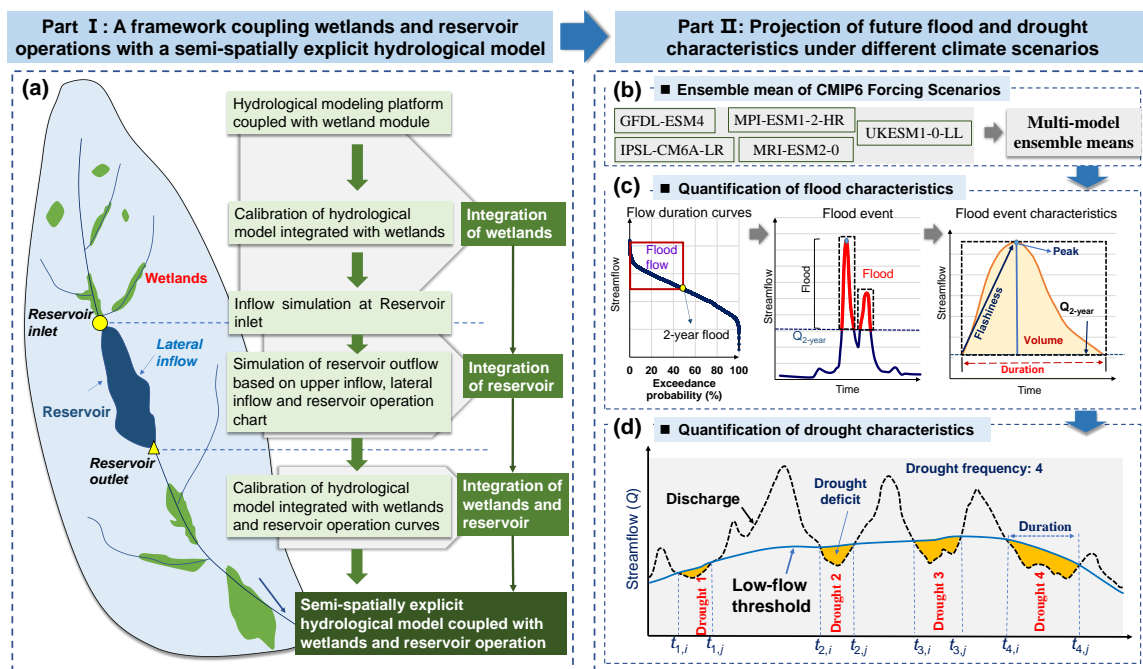 Part Ⅰ: A framework coupling wetlands and reservoir
operations with a semi-spatially explicit hydrological model
Part Ⅱ: Projection of future flood and drought
characteristics under different climate scenarios
(a)
Hydrological modeling platform
coupled with wetland module
Calibration of hydrological
model integrated with wetlands
Integration
of wetlands
Wetlands
Reservoir
inlet
Inflow simulation at Reservoir
inlet
Lateral
inflow
Simulation of reservoir outflow
based on upper inflow, lateral
inflow and reservoir operation
chart
Integration
of reservoir
Reservoir
Reservoir
outlet
Calibration of hydrological
model integrated with wetlands
and reservoir operation curves
Integration of
wetlands and
reservoir
Semi-spatially explicit
hydrological model coupled with
wetlands and reservoir operation
(b)
■ Ensemble mean of CMIP6 Forcing Scenarios
GFDL-ESM4
MPI-ESM1-2-HR
UKESM1-0-LL
IPSL-CM6A-LR
MRI-ESM2-0
Multi-model
ensemble means
(c)
■ Quantification of flood characteristics
Flow duration curves
Streamflow
Flood
flow
2-year flood
0 20 40 60 80 100
Exceedance
probability (%)
Flood event
Streamflow
Flood
Flood
Q2-year
Time
Flood event characteristics
Streamflow
Peak
Flashiness
Q2-year
Volume
Duration
Time
(d)
■ Quantification of drought characteristics
Streamflow (Q)
Drought frequency: 4
Discharge
Drought
deficit
Duration
Low-flow
threshold
Drought 1
Drought 2
Drought 3
Drought 4
t1,i t1,j t2,i t2,j t3,i t3,j t4,i t4,j